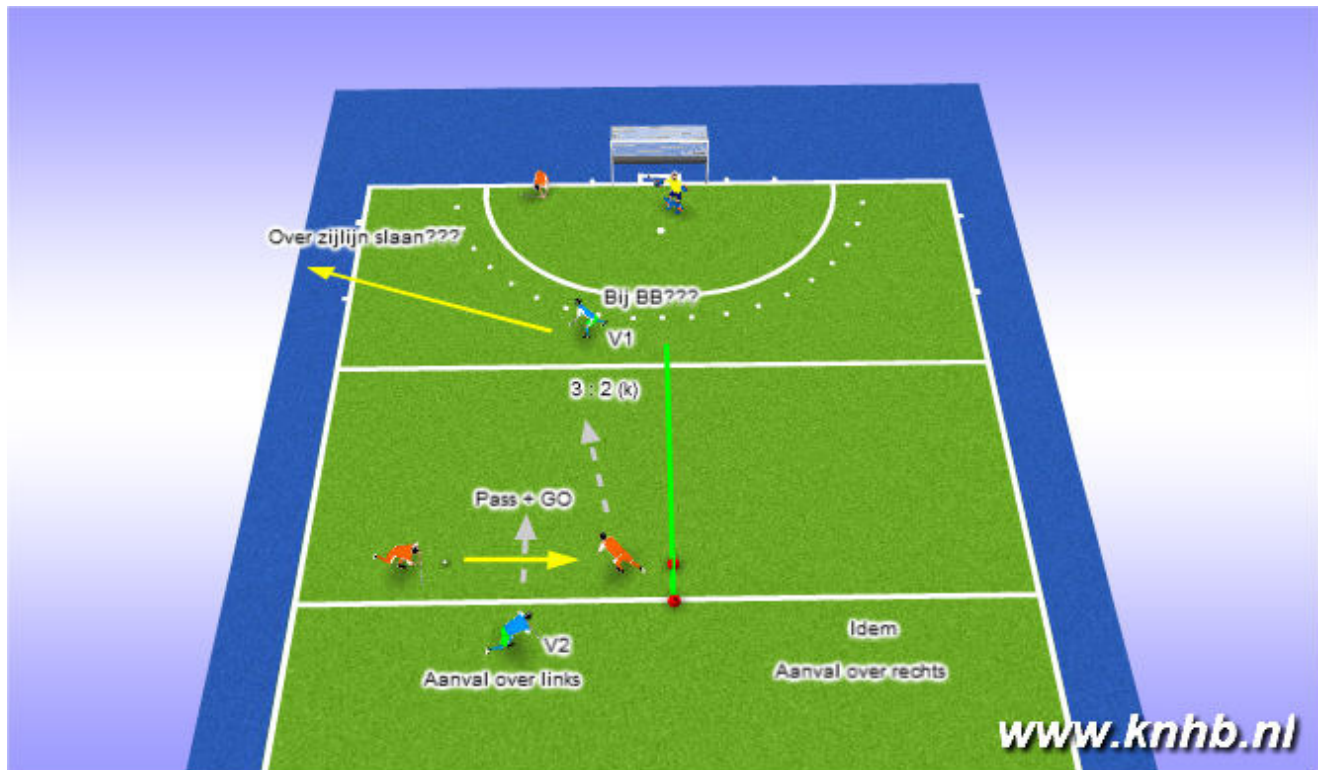 Over zijlijn slaan???
Bij BB???
V1
3 : 2 (k)
Pass + GO
V2
Aanval over links
Idem
Aanval over rechts
www.knhb.nl